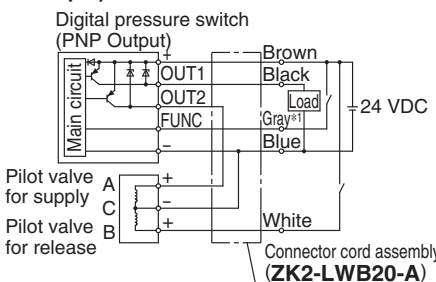 Digital pressure switch
(PNP Output)
Main circuit
+
OUT1
OUT2
FUNC
−
Brown
Black
Load
Gray*1
Blue
24 VDC
Pilot valve
for supply
A
C
Pilot valve
for release
B
+
−
+
White
Connector cord assembly
(ZK2-LWB20-A)